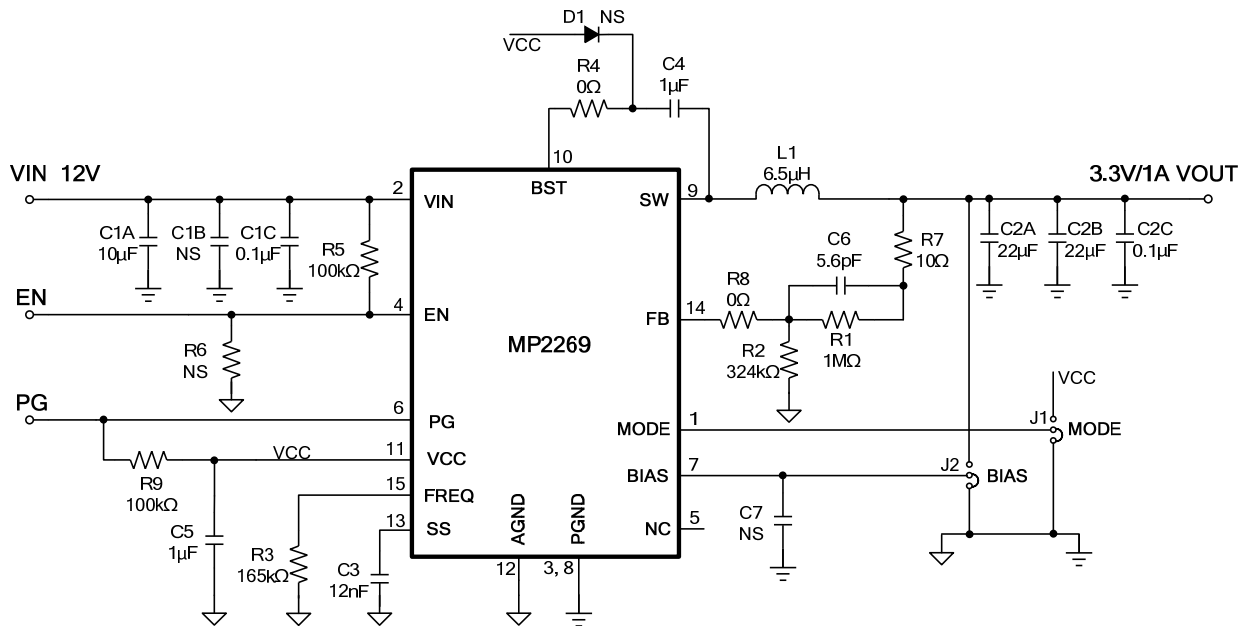 D1 NS
VCC
R4
0Ω
C4
1µF
10
BST
VIN 12V
2
VIN
C1A
10µF
C1B
NS
C1C
0.1µF
R5
100kΩ
EN
4
EN
R6
NS
PG
6
PG
VCC
11
VCC
R9
100kΩ
15
FREQ
C5
1µF
13
SS
R3
165kΩ
C3
12nF
MP2269
AGND
PGND
12
3, 8
SW
9
L1
6.5µH
3.3V/1A VOUT
C2A
22µF
C2B
22µF
C2C
0.1µF
R7
10Ω
C6
5.6pF
R8
0Ω
FB
14
R1
1MΩ
R2
324kΩ
VCC
MODE
1
J1
MODE
BIAS
7
J2
BIAS
NC
5
C7
NS